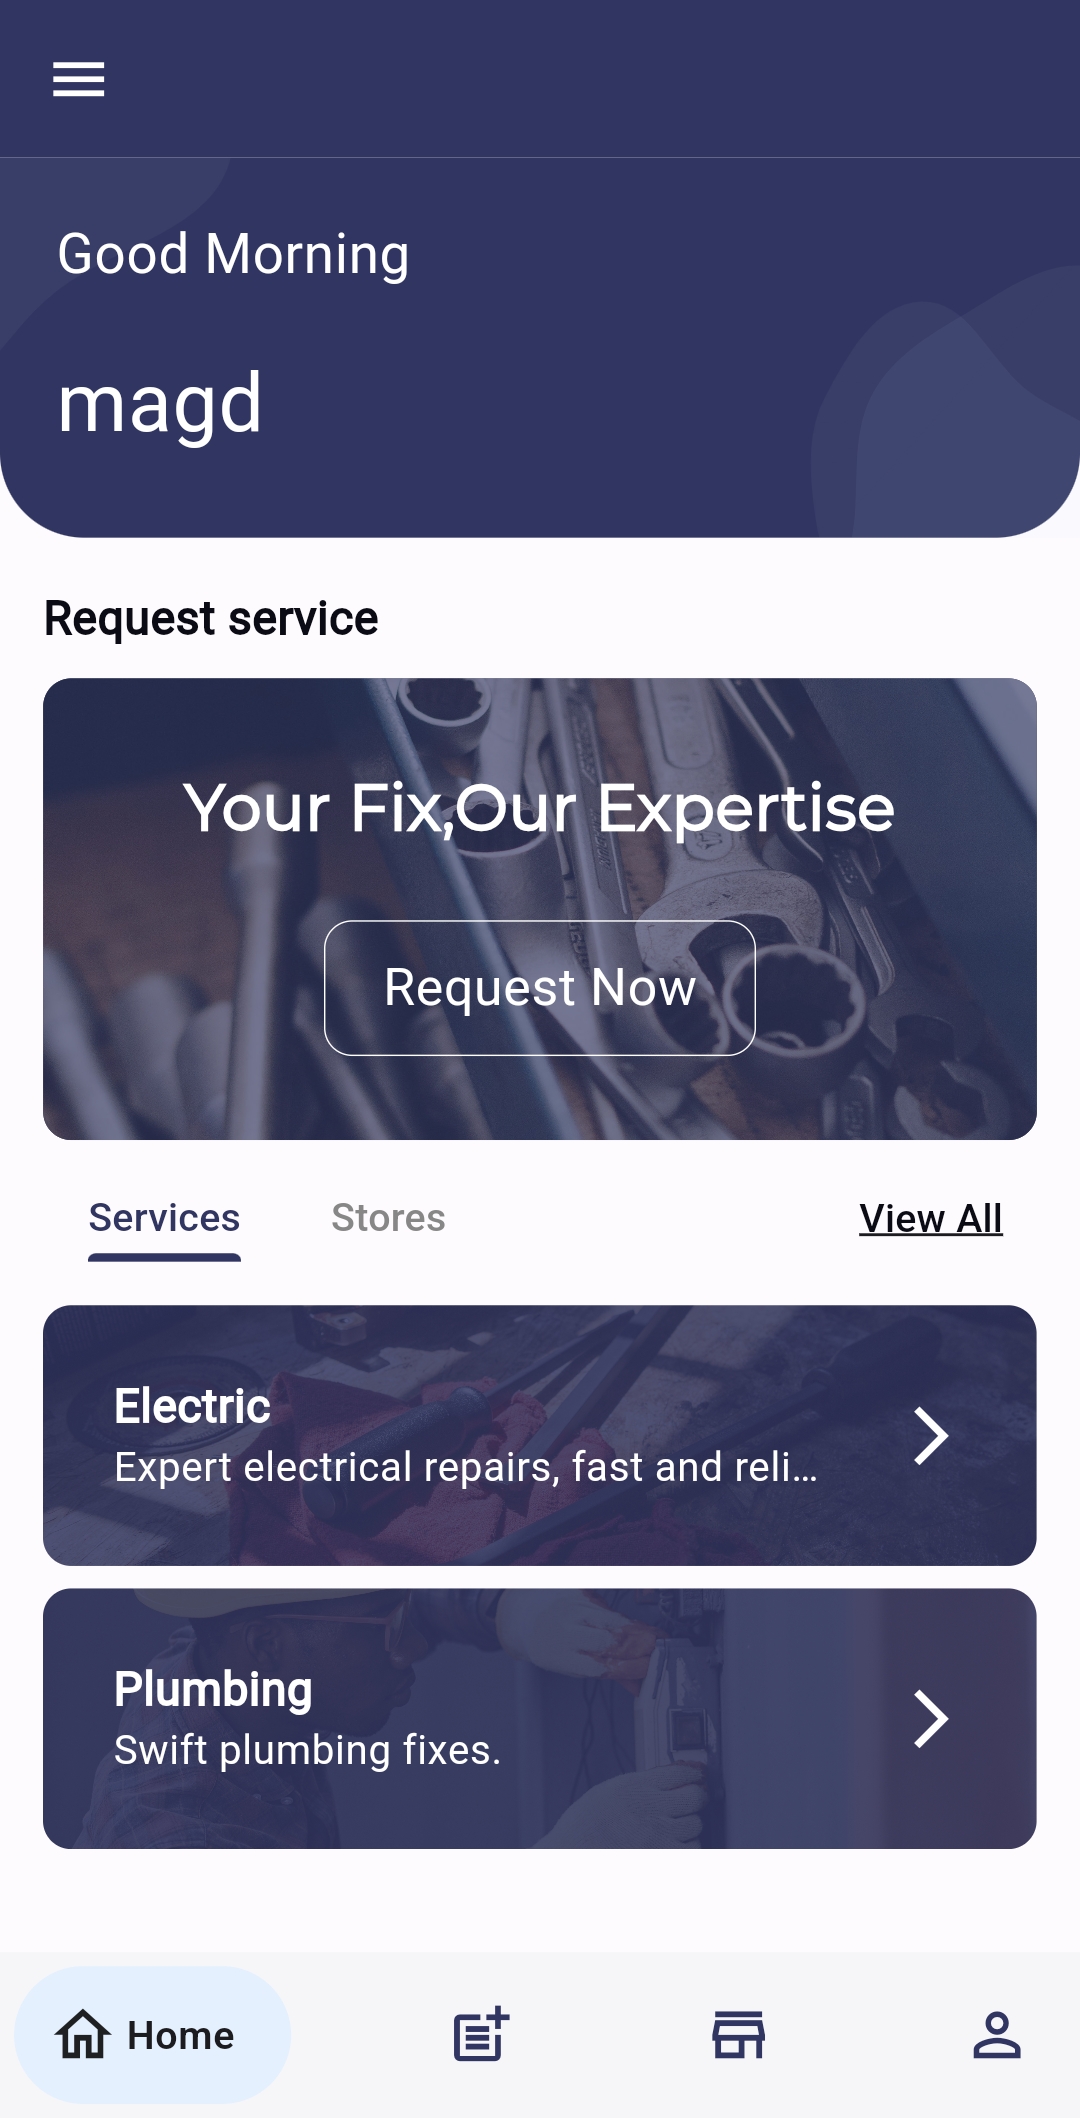 Good Morning
magd
Request service
Your Fix,Our Expertise
Request Now
Services
Stores
View All
Electric
Expert electrical repairs, fast and reli...
Plumbing
Swift plumbing fixes.
Home